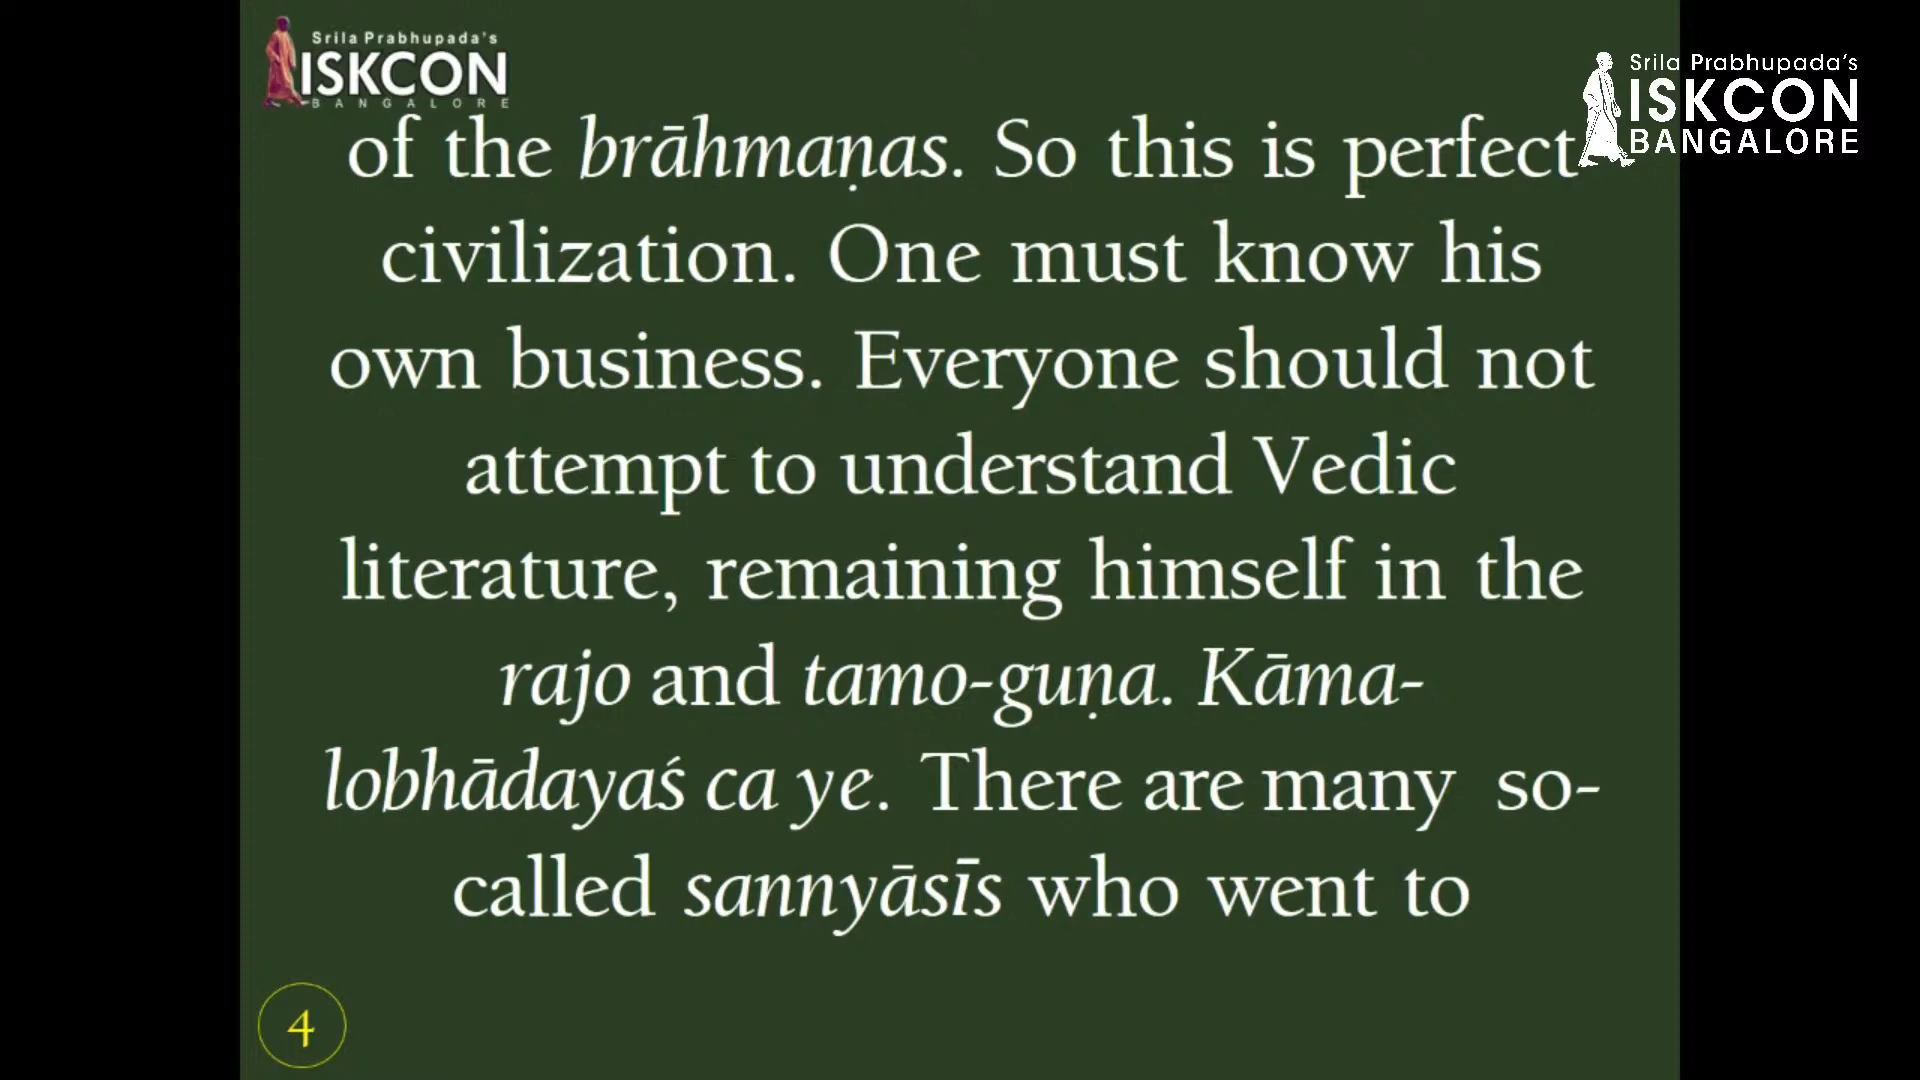 Srila Prabhupada's
ISKCON
BANGALORE
Srila Prabhupada's
ISKCON
BANGALORE
of the brāhmaṇas. So this is perfect
civilization. One must know his
own business. Everyone should not
attempt to understand Vedic
literature, remaining himself in the
rajo and tamo-guṇa. Kāma-
lobhādayaś ca ye. There are many so-
called sannyāsīs who went to
4